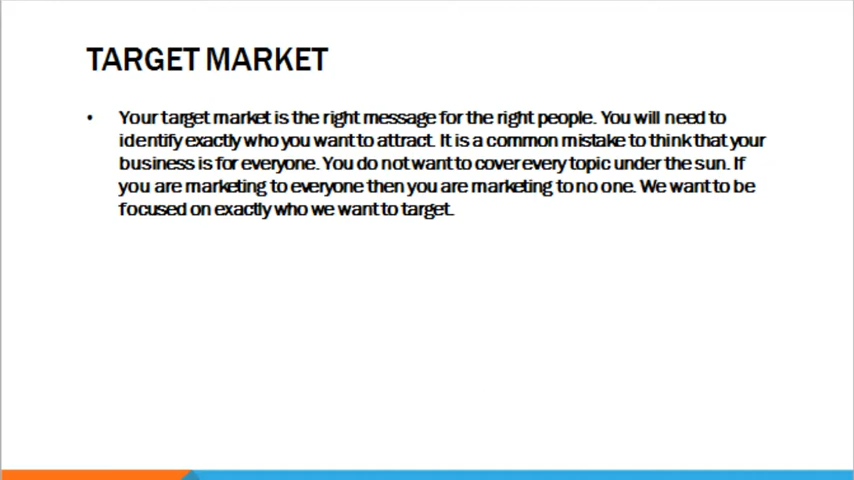 TARGET MARKET
• Your target market is the right message for the right people. You will need to
identify exactly who you want to attract. It is a common mistake to think that your
business is for everyone. You do not want to cover every topic under the sun. If
you are marketing to everyone then you are marketing to no one. We want to be
focused on exactly who we want to target.